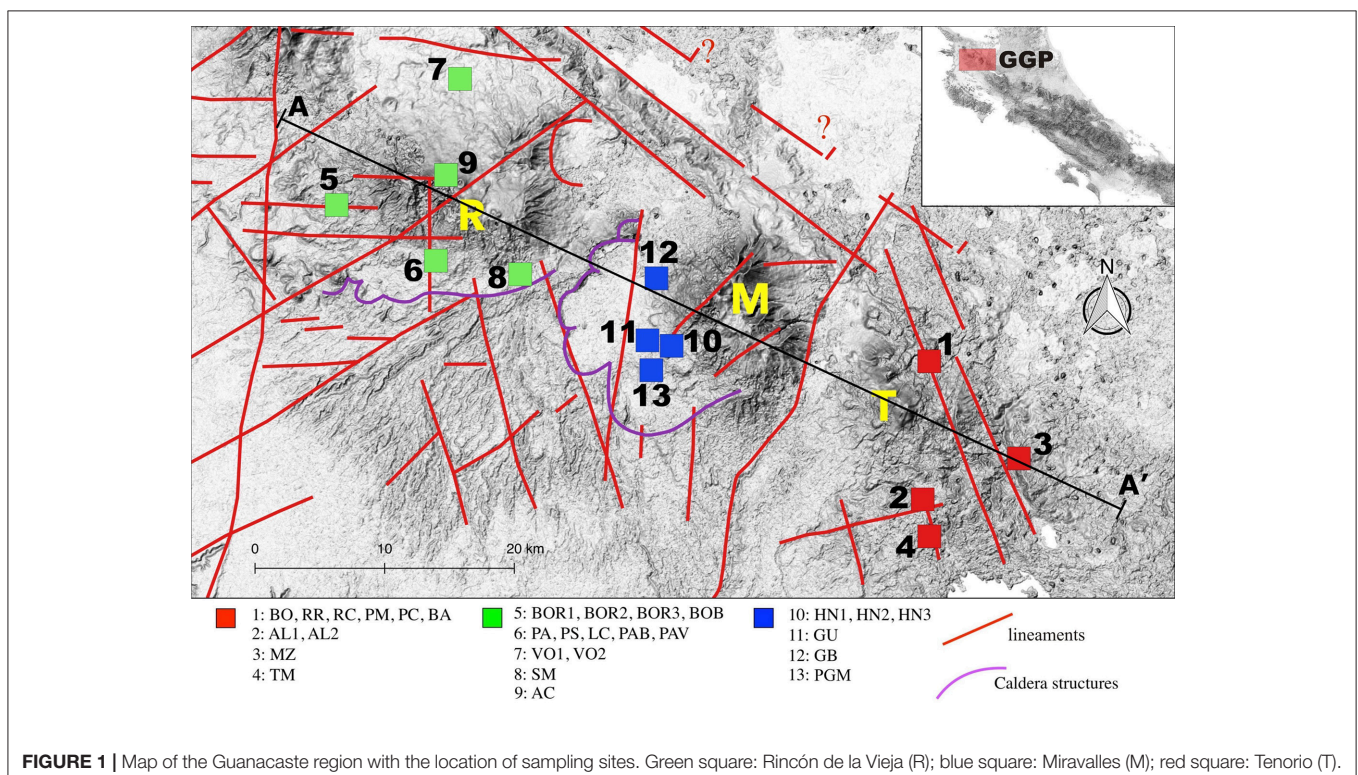 GGP
?
?
7
A
9
5
R
N
6
8
12
M
11
10
1
13
T
3
A′
2
4
0 10 20 km
1: BO, RR, RC, PM, PC, BA
2: AL1, AL2
3: MZ
4: TM
5: BOR1, BOR2, BOR3, BOB
6: PA, PS, LC, PAB, PAV
7: VO1, VO2
8: SM
9: AC
10: HN1, HN2, HN3
11: GU
12: GB
13: PGM
lineaments
Caldera structures
FIGURE 1 | Map of the Guanacaste region with the location of sampling sites. Green square: Rincón de la Vieja (R); blue square: Miravalles (M); red square: Tenorio (T).